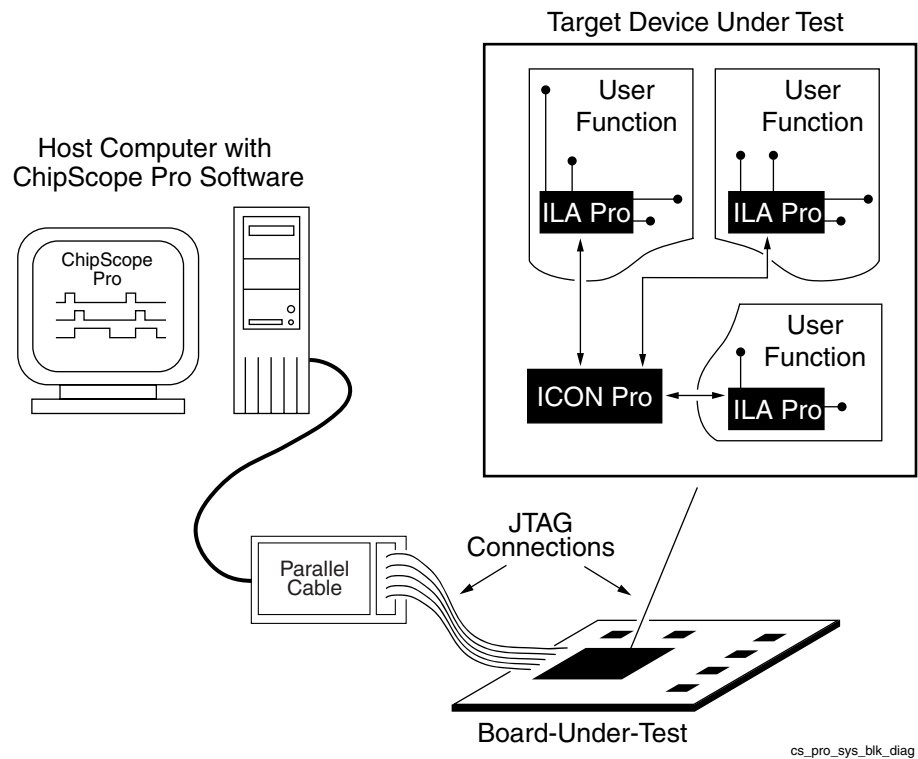 Target Device Under Test
User
Function
ILA Pro
User
Function
ILA Pro
Host Computer with
ChipScope Pro Software
ChipScope
Pro
User
Function
ICON Pro
ILA Pro
JTAG
Connections
Parallel
Cable
Board-Under-Test
cs_pro_sys_blk_diag